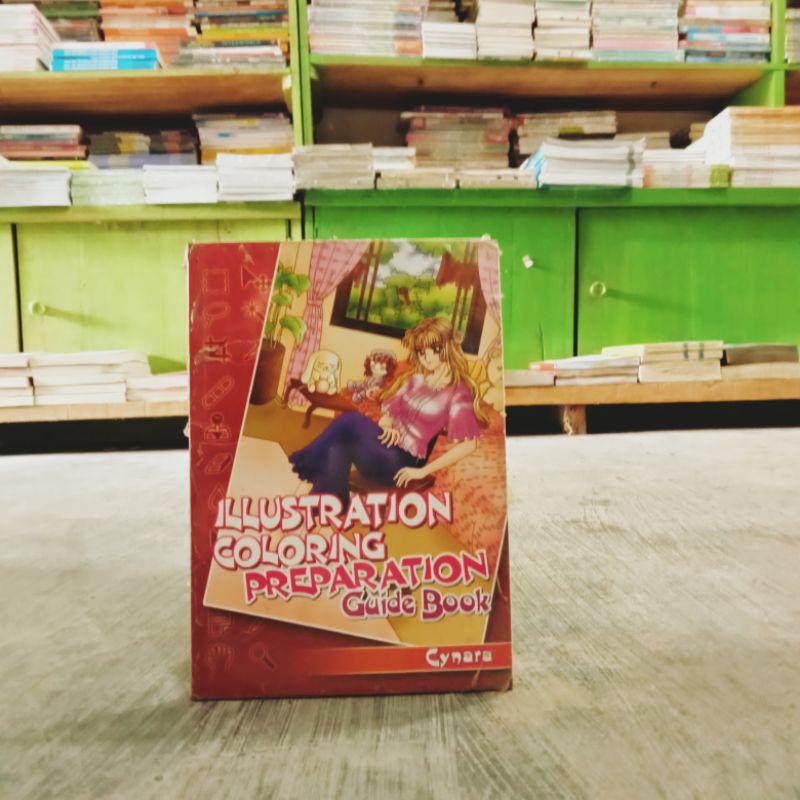 ILLUSTRATION
COLORING
PREPARATION
Guide Book
Cynara